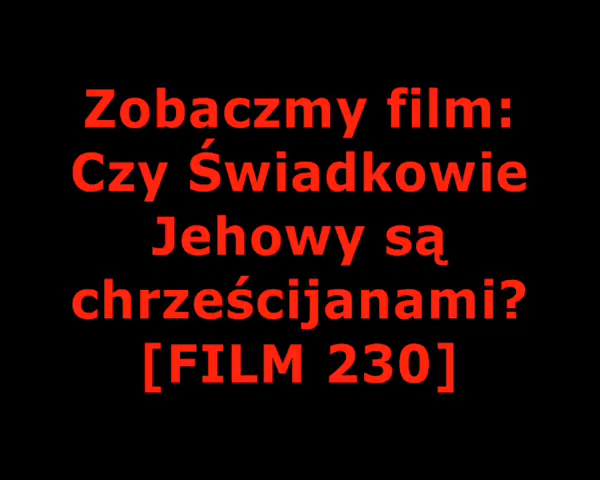 Zobaczmy film:
Czy Świadkowie
Jehowy są
chrześcijanami?
[FILM 230]